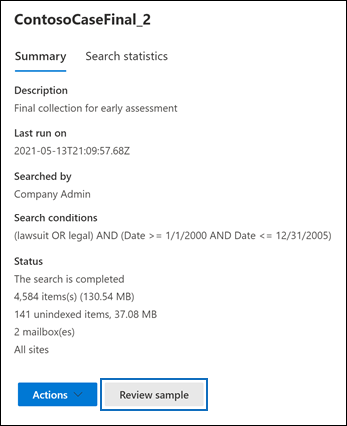 ContosoCaseFinal_2
Summary Search statistics
Description
Final collection for early assessment
Last run on
2021-05-13T21:09:57.68Z
Searched by
Company Admin
Search conditions
(lawsuit OR legal) AND (Date >= 1/1/2000 AND Date <= 12/31/2005)
Status
The search is completed
4,584 items(s) (130.54 MB)
141 unindexed items, 37.08 MB
2 mailbox(es)
All sites
Actions Review sample